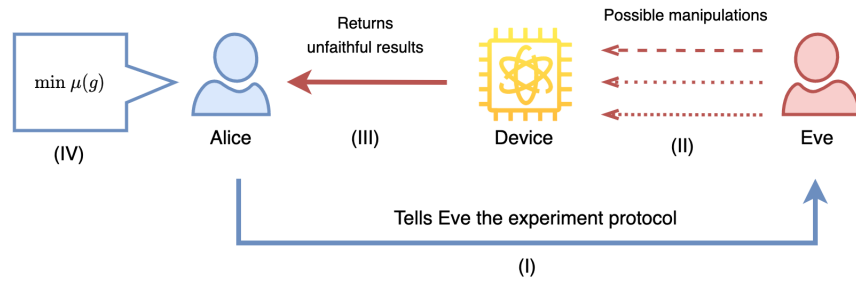 Returns
unfaithful results
Possible manipulations
min μ(g)
Alice
Device
Eve
(IV)
(III)
(II)
Tells Eve the experiment protocol
(I)